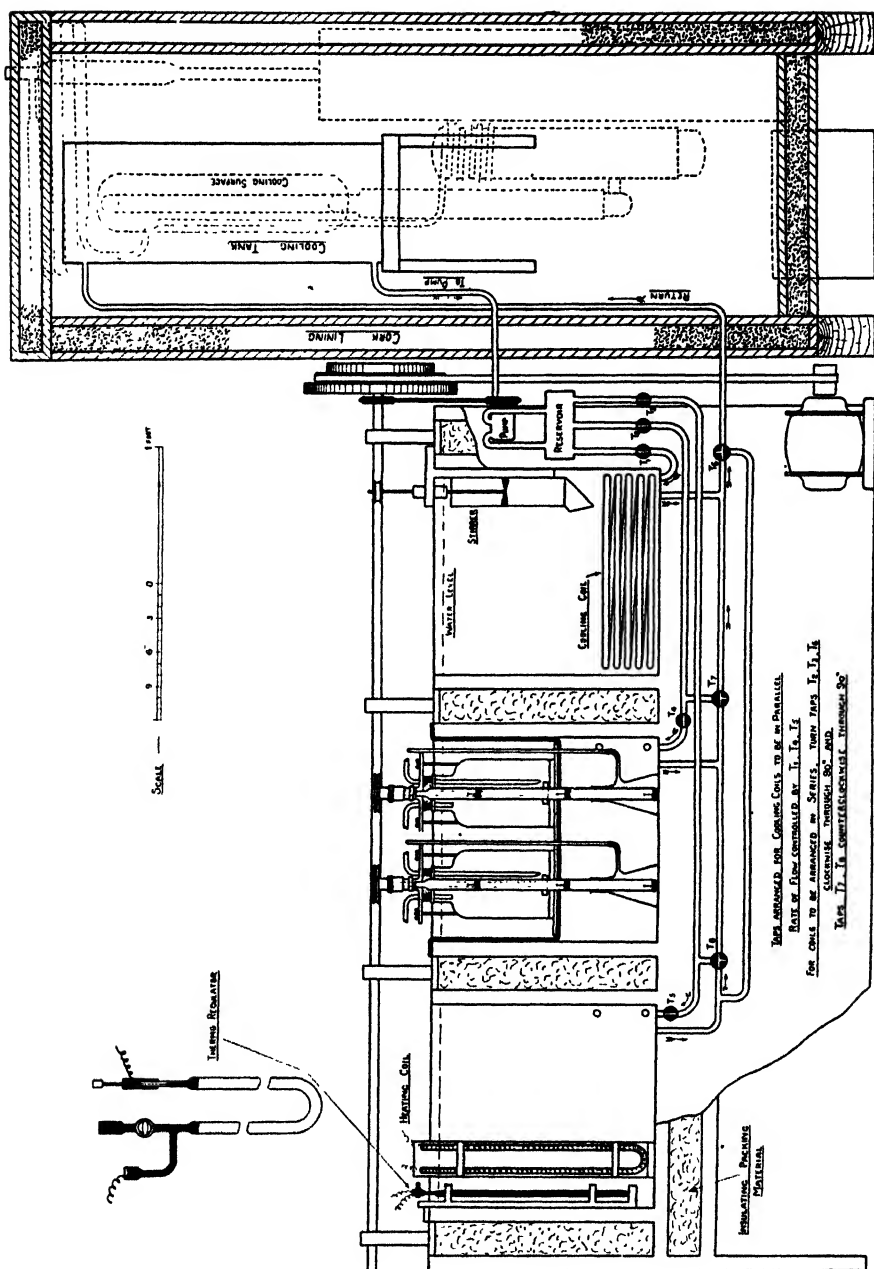 COOLING SURFACE
COOLING TANK
TO PUMP
RETURN
CORK LINING
PUMP
RESERVOIR
STIRRER
WATER LEVEL
COOLING COIL
SCALE
9 6 3 0 1 FOOT
T6
T7
T8
T4
T5
THERMO REGULATOR
HEATING COIL
INSULATING PACKING
MATERIAL
TAPS ARRANGED FOR COOLING COILS TO BE IN PARALLEL
RATE OF FLOW CONTROLLED BY T1, T4, T5
FOR COILS TO BE ARRANGED IN SERIES, TURN TAPS T2, T3, T6
CLOCKWISE THROUGH 90° AND
TAPS T7, T8 COUNTERCLOCKWISE THROUGH 90°